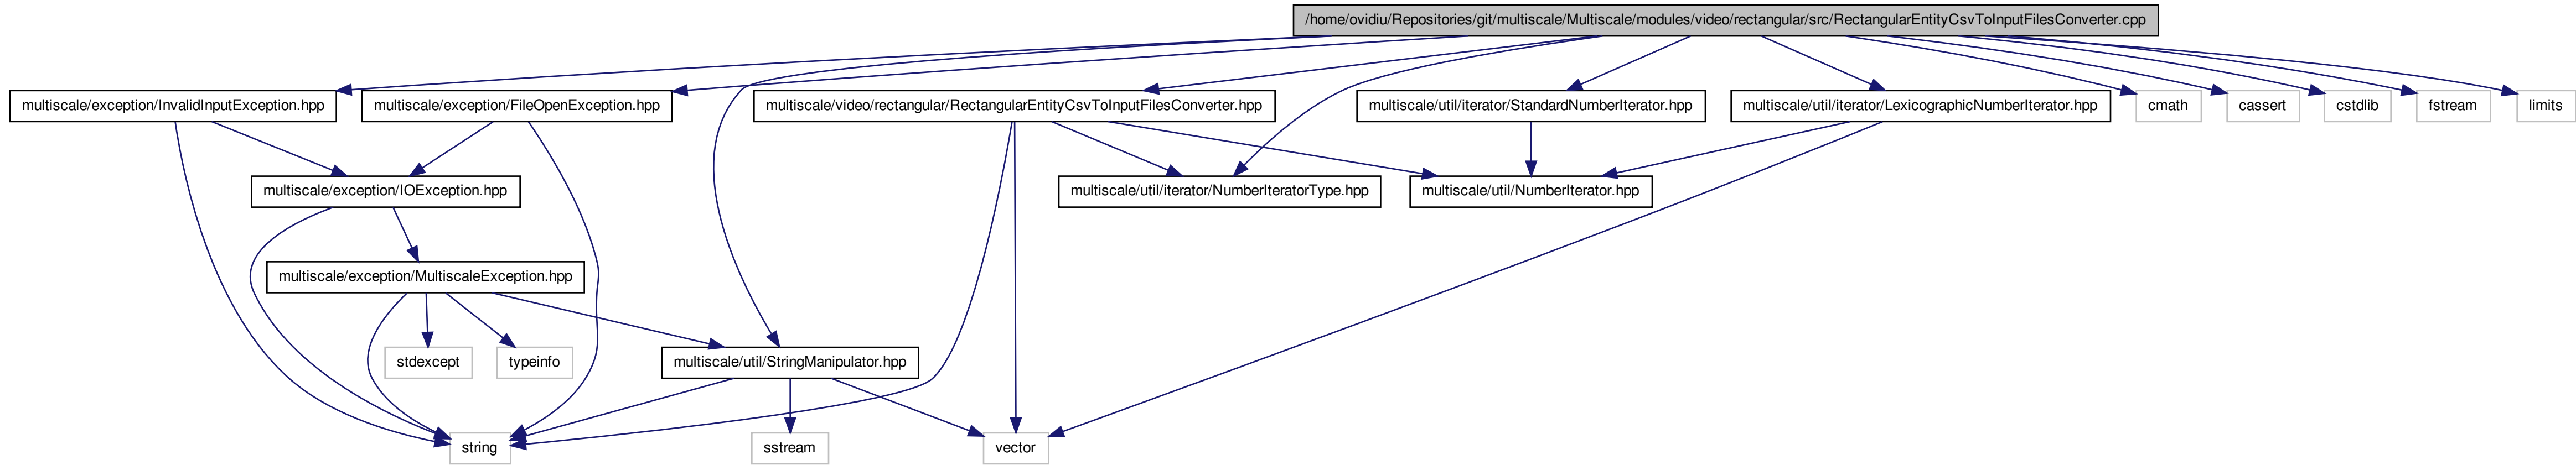 /home/ovidiu/Repositories/git/multiscale/Multiscale/modules/video/rectangular/src/RectangularEntityCsvToInputFilesConverter.cpp
multiscale/exception/InvalidInputException.hpp
multiscale/exception/FileOpenException.hpp
multiscale/video/rectangular/RectangularEntityCsvToInputFilesConverter.hpp
multiscale/util/iterator/StandardNumberIterator.hpp
multiscale/util/iterator/LexicographicNumberIterator.hpp
cmath
cassert
cstdlib
fstream
limits
multiscale/exception/IOException.hpp
multiscale/util/iterator/NumberIteratorType.hpp
multiscale/util/NumberIterator.hpp
multiscale/exception/MultiscaleException.hpp
stdexcept
typeinfo
multiscale/util/StringManipulator.hpp
string
sstream
vector